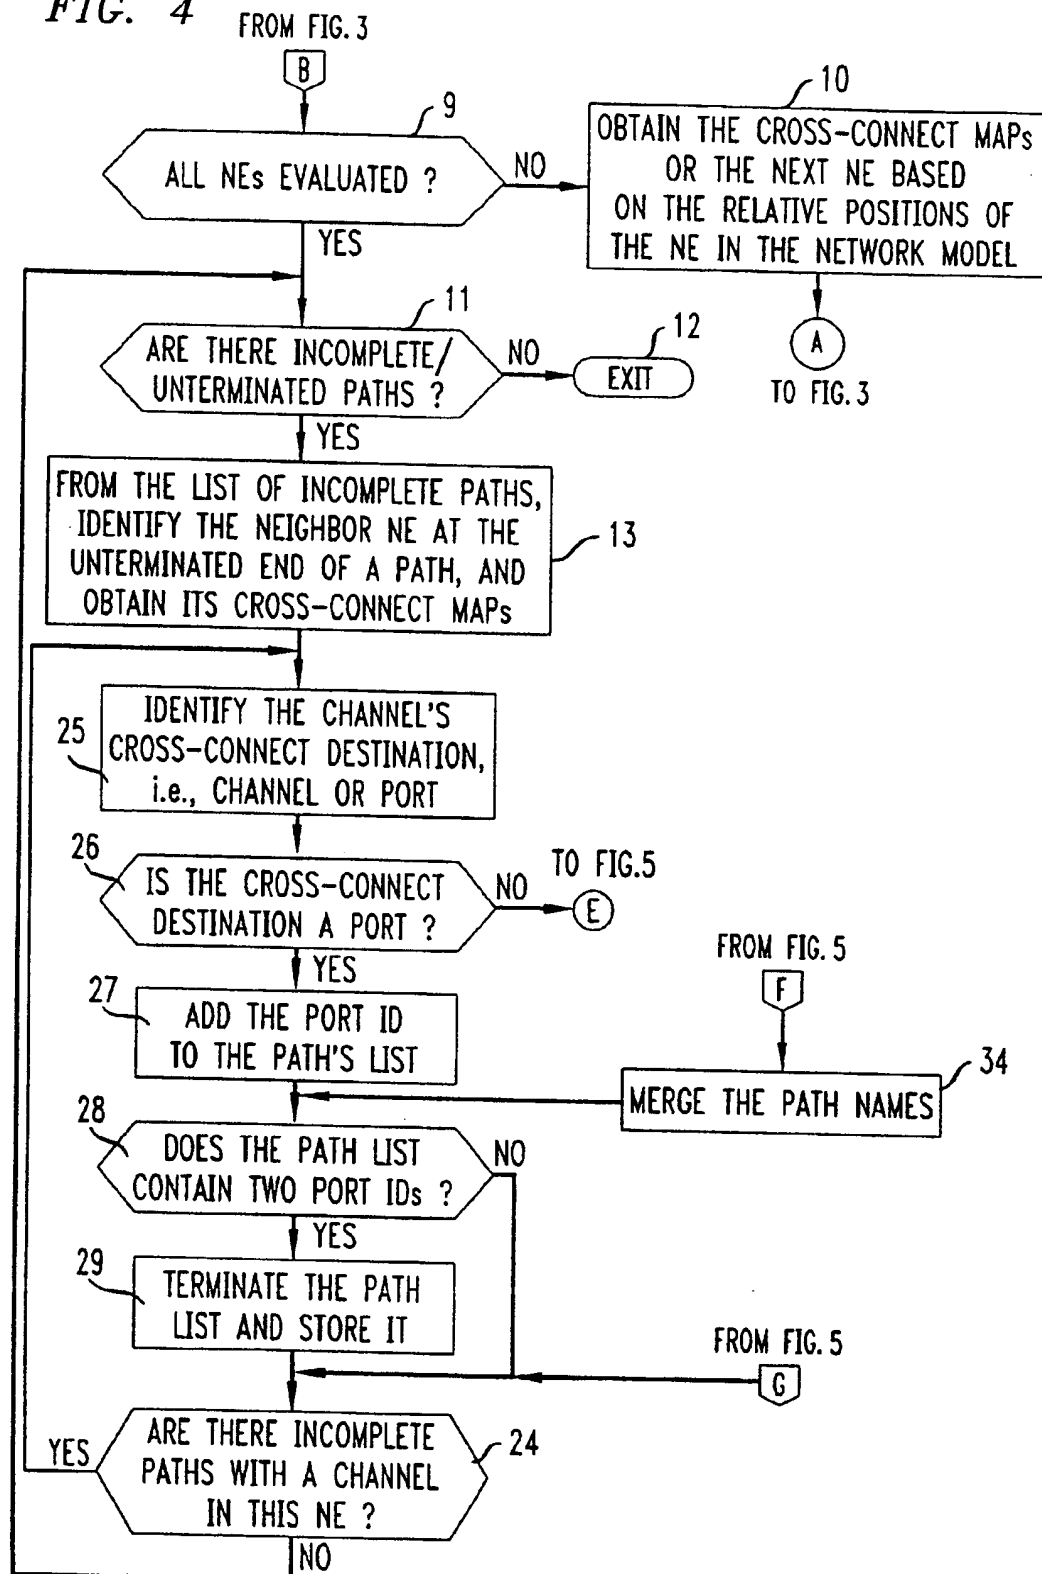 FIG. 4
FROM FIG. 3
B
9
ALL NEs EVALUATED ?
NO
YES
10
OBTAIN THE CROSS-CONNECT MAPs
OR THE NEXT NE BASED
ON THE RELATIVE POSITIONS OF
THE NE IN THE NETWORK MODEL
A
TO FIG. 3
11
ARE THERE INCOMPLETE/
UNTERMINATED PATHS ?
NO
12
EXIT
YES
FROM THE LIST OF INCOMPLETE PATHS,
IDENTIFY THE NEIGHBOR NE AT THE
UNTERMINATED END OF A PATH, AND
OBTAIN ITS CROSS-CONNECT MAPs
13
25
IDENTIFY THE CHANNEL'S
CROSS-CONNECT DESTINATION,
i.e., CHANNEL OR PORT
26
IS THE CROSS-CONNECT
DESTINATION A PORT ?
NO
TO FIG.5
E
YES
27
ADD THE PORT ID
TO THE PATH'S LIST
FROM FIG. 5
F
34
MERGE THE PATH NAMES
28
DOES THE PATH LIST
CONTAIN TWO PORT IDs ?
NO
YES
29
TERMINATE THE PATH
LIST AND STORE IT
FROM FIG. 5
G
24
ARE THERE INCOMPLETE
PATHS WITH A CHANNEL
IN THIS NE ?
YES
NO